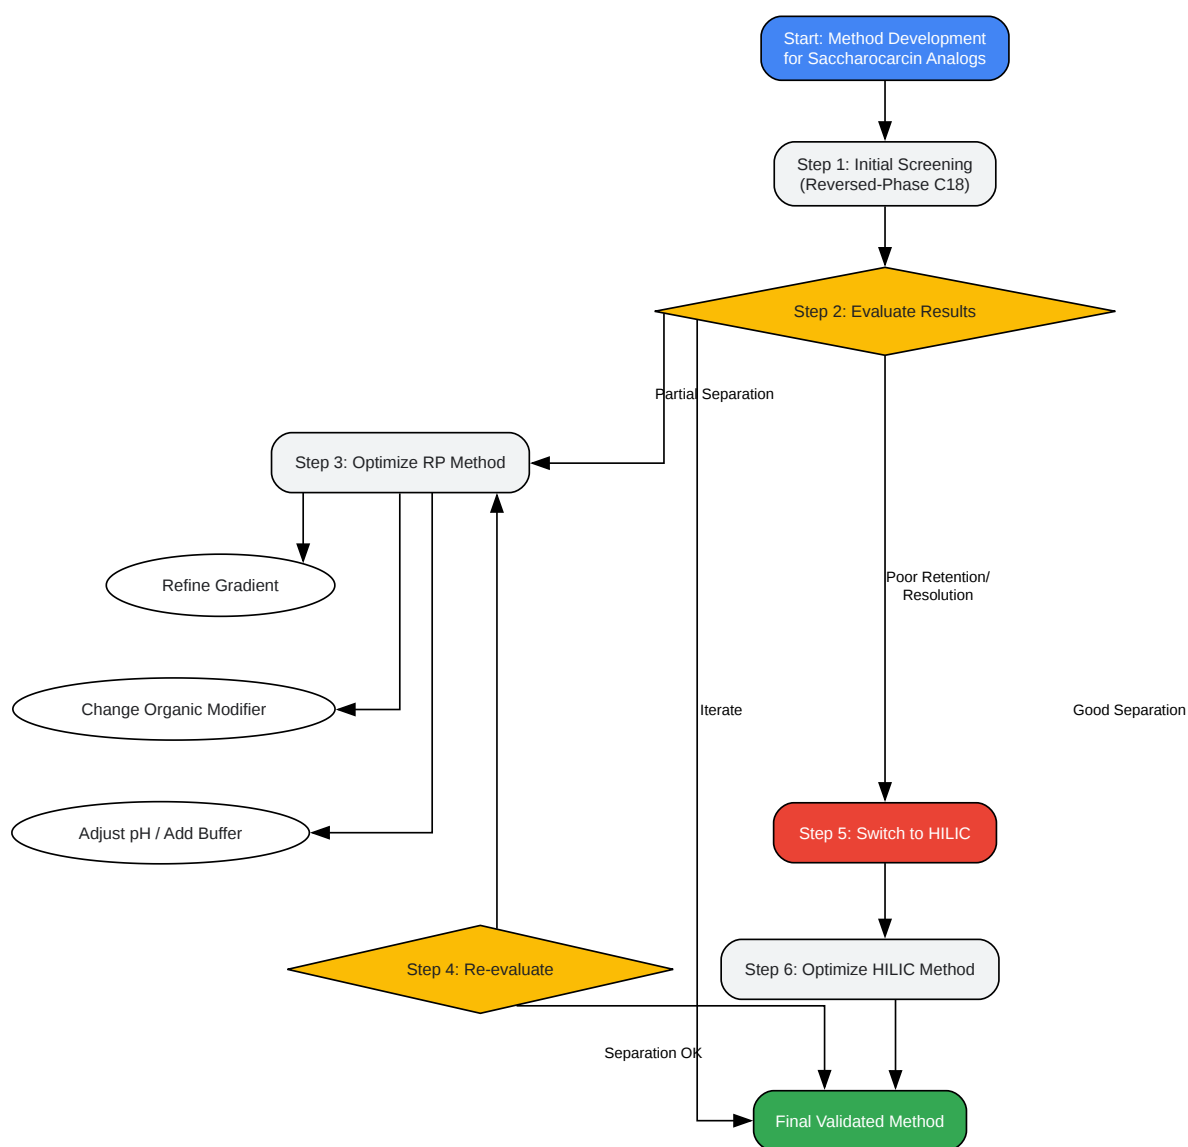 Start: Method Development
for Saccharocarcin Analogs
Step 1: Initial Screening
(Reversed-Phase C18)
Step 2: Evaluate Results
Partial Separation
Step 3: Optimize RP Method
Refine Gradient
Poor Retention/
Resolution
Change Organic Modifier
Iterate
Good Separation
Adjust pH / Add Buffer
Step 5: Switch to HILIC
Step 4: Re-evaluate
Step 6: Optimize HILIC Method
Separation OK
Final Validated Method